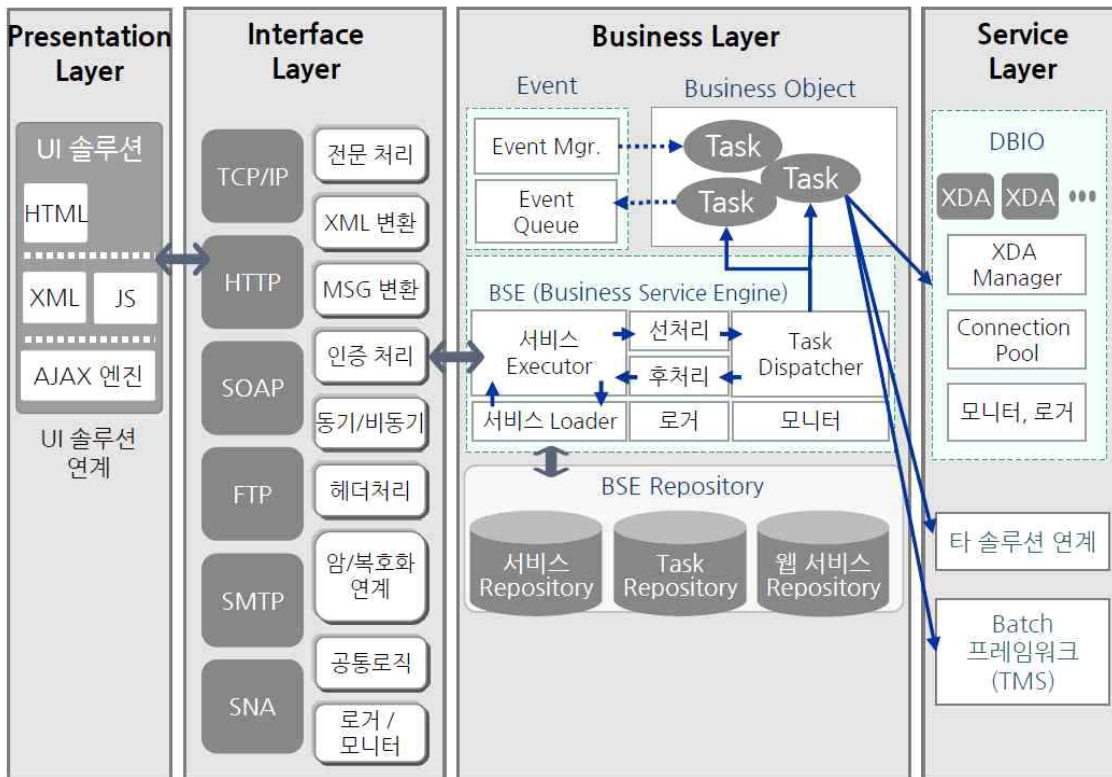 Presentation
Layer
UI 솔루션
HTML
XML
JS
AJAX 엔진
UI 솔루션
연계
Interface
Layer
TCP/IP
HTTP
SOAP
FTP
SMTP
SNA
전문 처리
XML 변환
MSG 변환
인증 처리
동기/비동기
헤더처리
암/복호화
연계
공통로직
로거 /
모니터
Business Layer
Event
Event Mgr.
Event
Queue
Business Object
Task
Task
Task
BSE (Business Service Engine)
서비스
Executor
선처리
후처리
Task
Dispatcher
서비스 Loader
로거
모니터
BSE Repository
서비스
Repository
Task
Repository
웹 서비스
Repository
Service
Layer
DBIO
XDA
XDA
•••
XDA
Manager
Connection
Pool
모니터, 로거
타 솔루션 연계
Batch
프레임워크
(TMS)